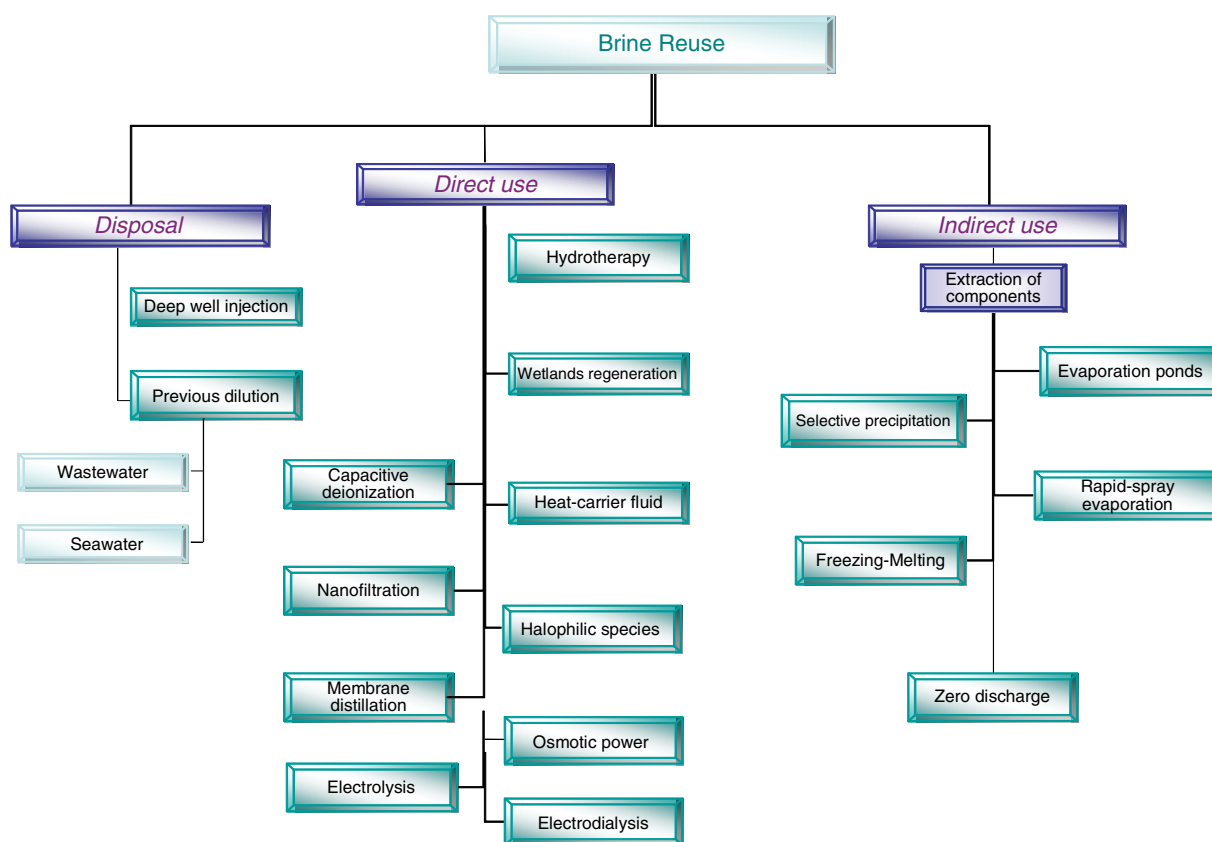 Brine Reuse
Disposal
Deep well injection
Previous dilution
Wastewater
Seawater
Direct use
Hydrotherapy
Wetlands regeneration
Capacitive
deionization
Heat-carrier fluid
Nanofiltration
Halophilic species
Membrane
distillation
Osmotic power
Electrolysis
Electrodialysis
Indirect use
Extraction of
components
Evaporation ponds
Selective precipitation
Rapid-spray
evaporation
Freezing-Melting
Zero discharge